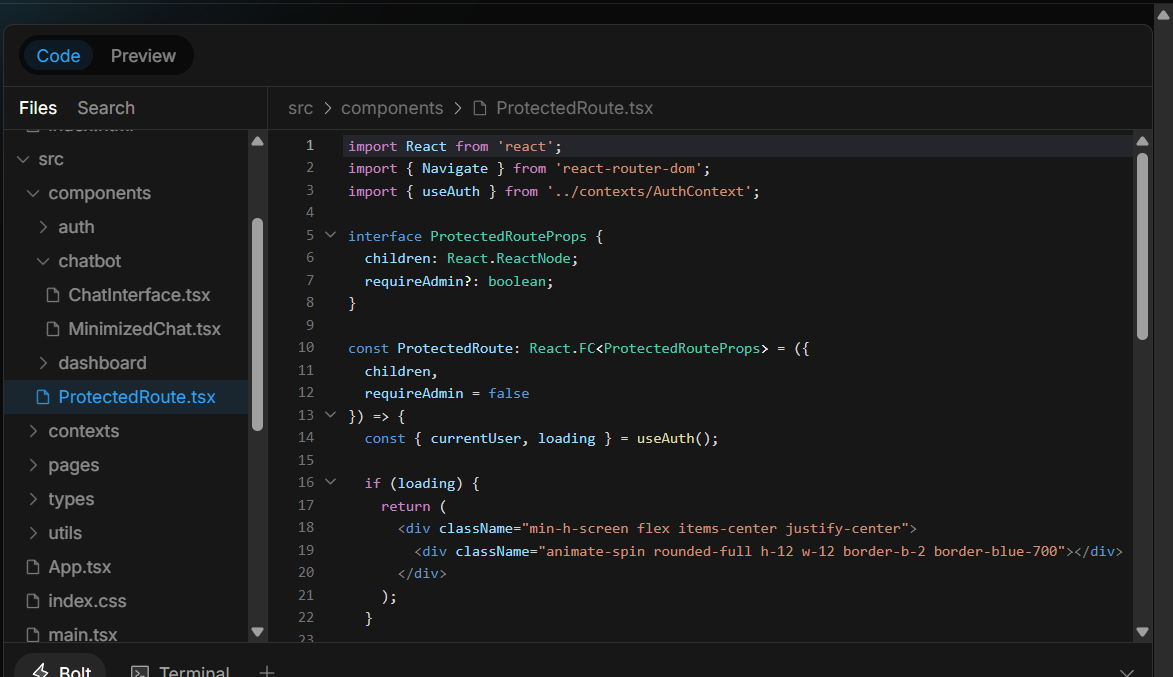 Code Preview
Files Search
src > components > ProtectedRoute.tsx
index.html
src
components
auth
chatbot
ChatInterface.tsx
MinimizedChat.tsx
dashboard
ProtectedRoute.tsx
contexts
pages
types
utils
App.tsx
index.css
main.tsx
1 import React from 'react';
2 import { Navigate } from 'react-router-dom';
3 import { useAuth } from '../contexts/AuthContext';
4
5 interface ProtectedRouteProps {
6 children: React.ReactNode;
7 requireAdmin?: boolean;
8 }
9
10 const ProtectedRoute: React.FC<ProtectedRouteProps> = ({
11 children,
12 requireAdmin = false
13 }) => {
14 const { currentUser, loading } = useAuth();
15
16 if (loading) {
17 return (
18 <div className="min-h-screen flex items-center justify-center">
19 <div className="animate-spin rounded-full h-12 w-12 border-b-2 border-blue-700"></div>
20 </div>
21 );
22 }
23
Bolt Terminal +